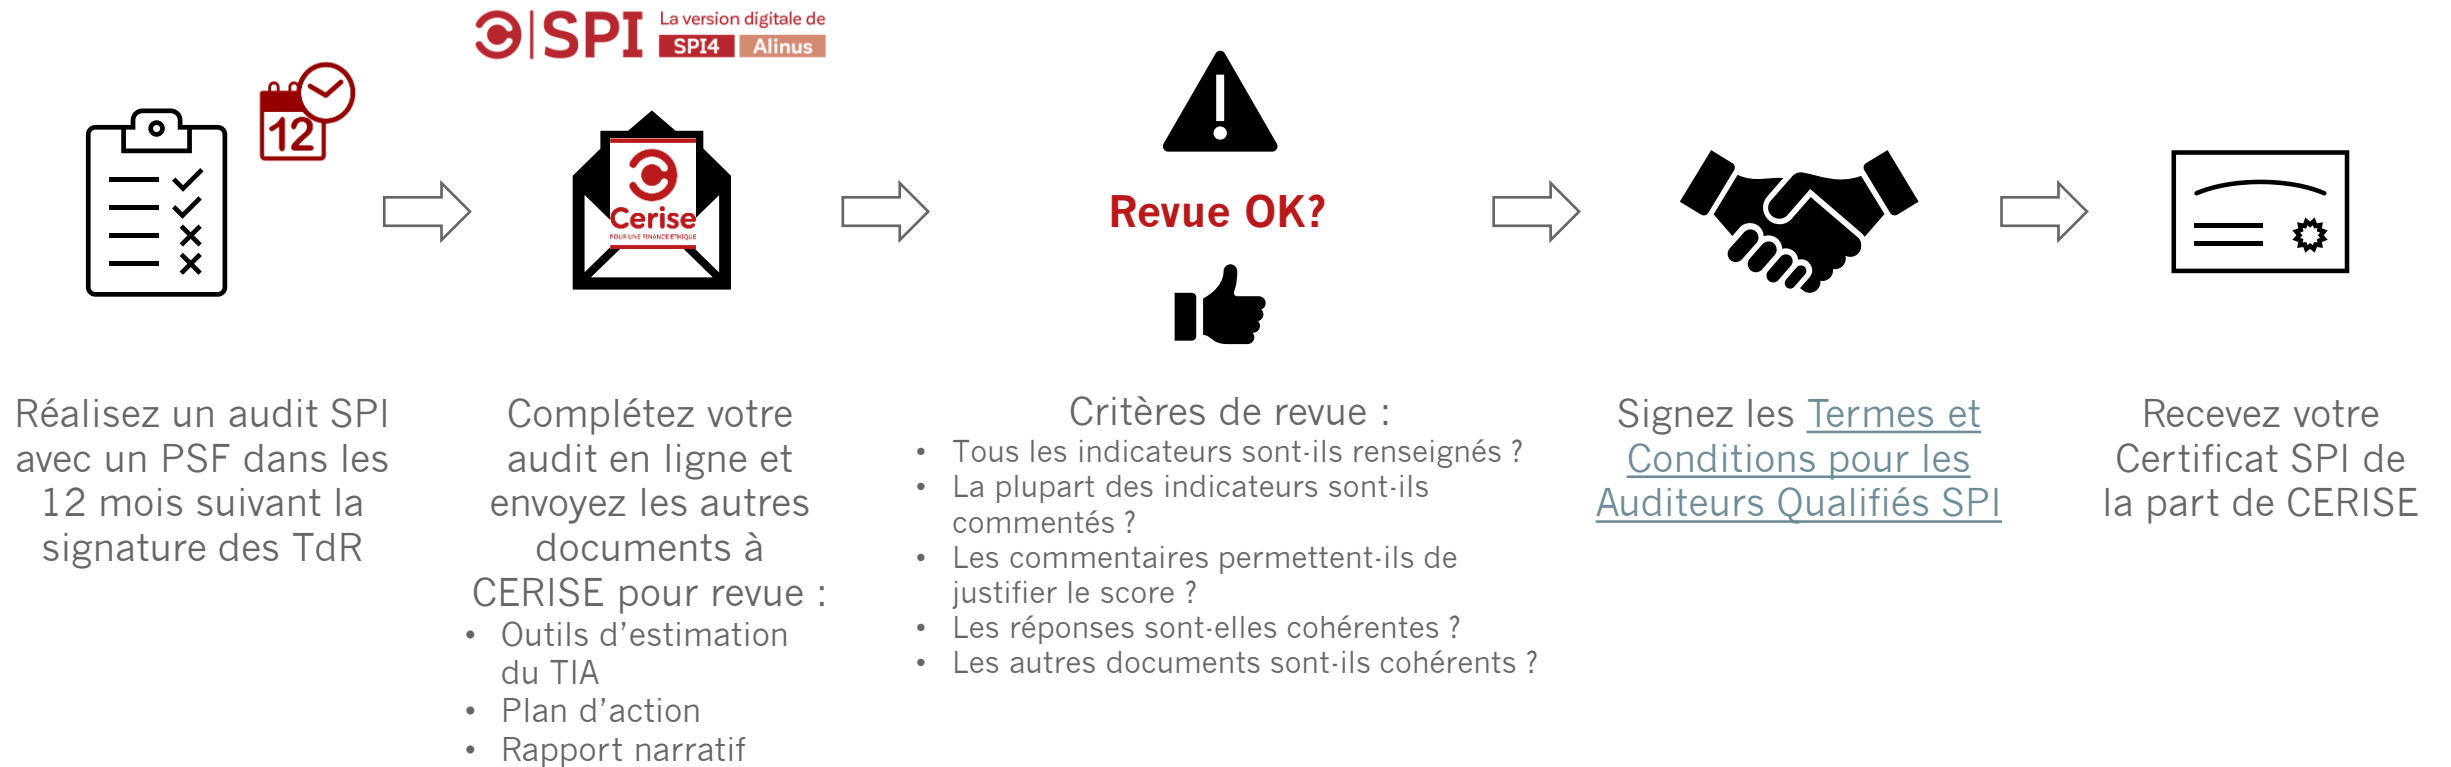 SPI
La version digitale de
SPI4 Alinus
12
Cerise
POUR UNE FINANCE ETHIQUE
Revue OK?
Réalisez un audit SPI
avec un PSF dans les
12 mois suivant la
signature des TdR
Complétez votre
audit en ligne et
envoyez les autres
documents à
CERISE pour revue :
• Outils d’estimation
du TIA
• Plan d’action
• Rapport narratif
Critères de revue :
• Tous les indicateurs sont-ils renseignés ?
• La plupart des indicateurs sont-ils
commentés ?
• Les commentaires permettent-ils de
justifier le score ?
• Les réponses sont-elles cohérentes ?
• Les autres documents sont-ils cohérents ?
Signez les Termes et
Conditions pour les
Auditeurs Qualifiés SPI
Recevez votre
Certificat SPI de
la part de CERISE